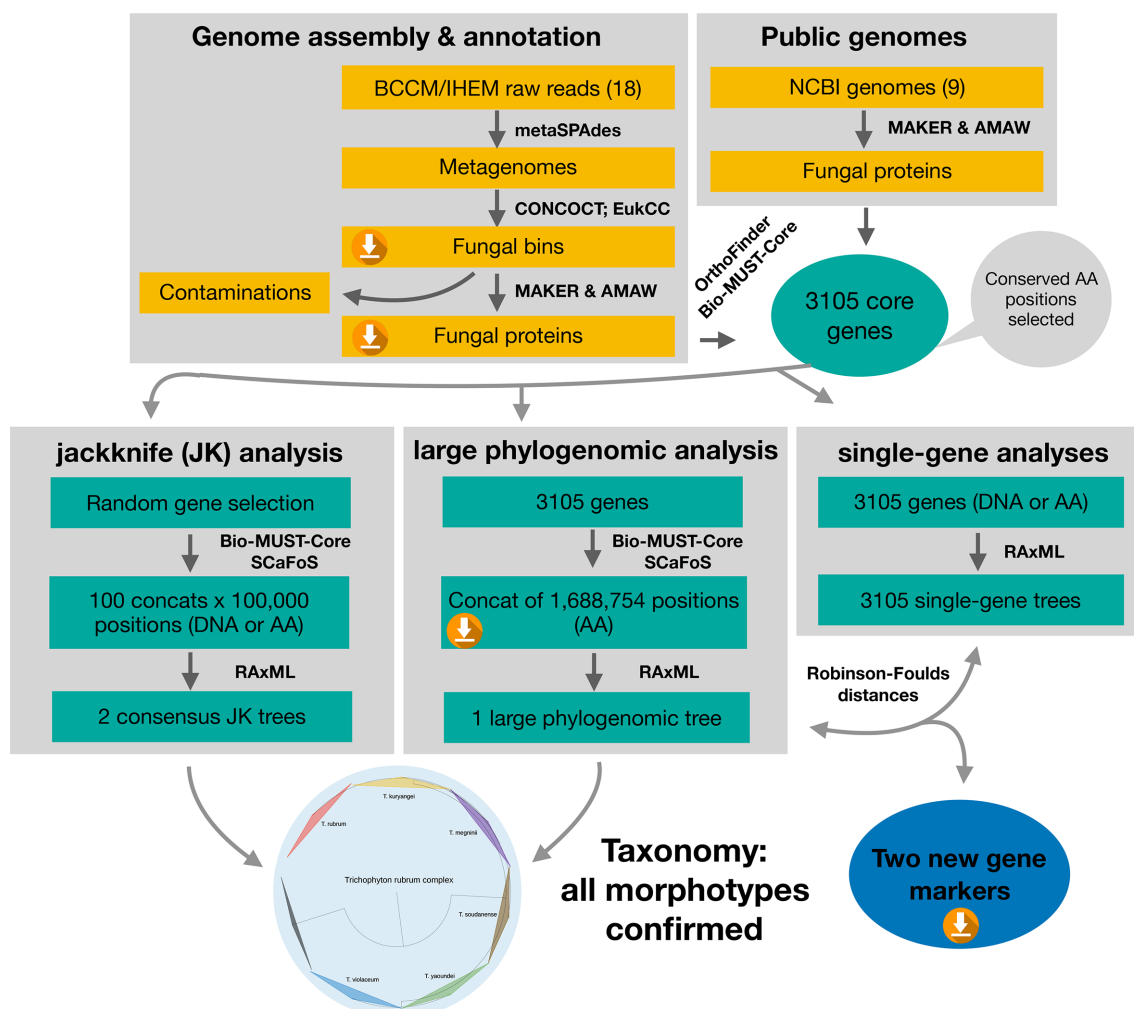 Genome assembly & annotation
BCCM/IHEM raw reads (18)
metaSPAdes
Metagenomes
CONCOCT; EukCC
Fungal bins
Contaminations
MAKER & AMAW
Fungal proteins
Public genomes
NCBI genomes (9)
MAKER & AMAW
Fungal proteins
OrthoFinder
Bio-MUST-Core
3105 core
genes
Conserved AA
positions
selected
jackknife (JK) analysis
Random gene selection
Bio-MUST-Core
SCaFoS
100 concats x 100,000
positions (DNA or AA)
RAxML
2 consensus JK trees
large phylogenomic analysis
3105 genes
Bio-MUST-Core
SCaFoS
Concat of 1,688,754 positions
(AA)
RAxML
1 large phylogenomic tree
single-gene analyses
3105 genes (DNA or AA)
RAxML
3105 single-gene trees
Robinson-Foulds
distances
T. kuryangei
T. rubrum
T. megninii
Trichophyton rubrum complex
T. soudanense
T. violaceum
T. yaoundei
Taxonomy:
all morphotypes
confirmed
Two new gene
markers